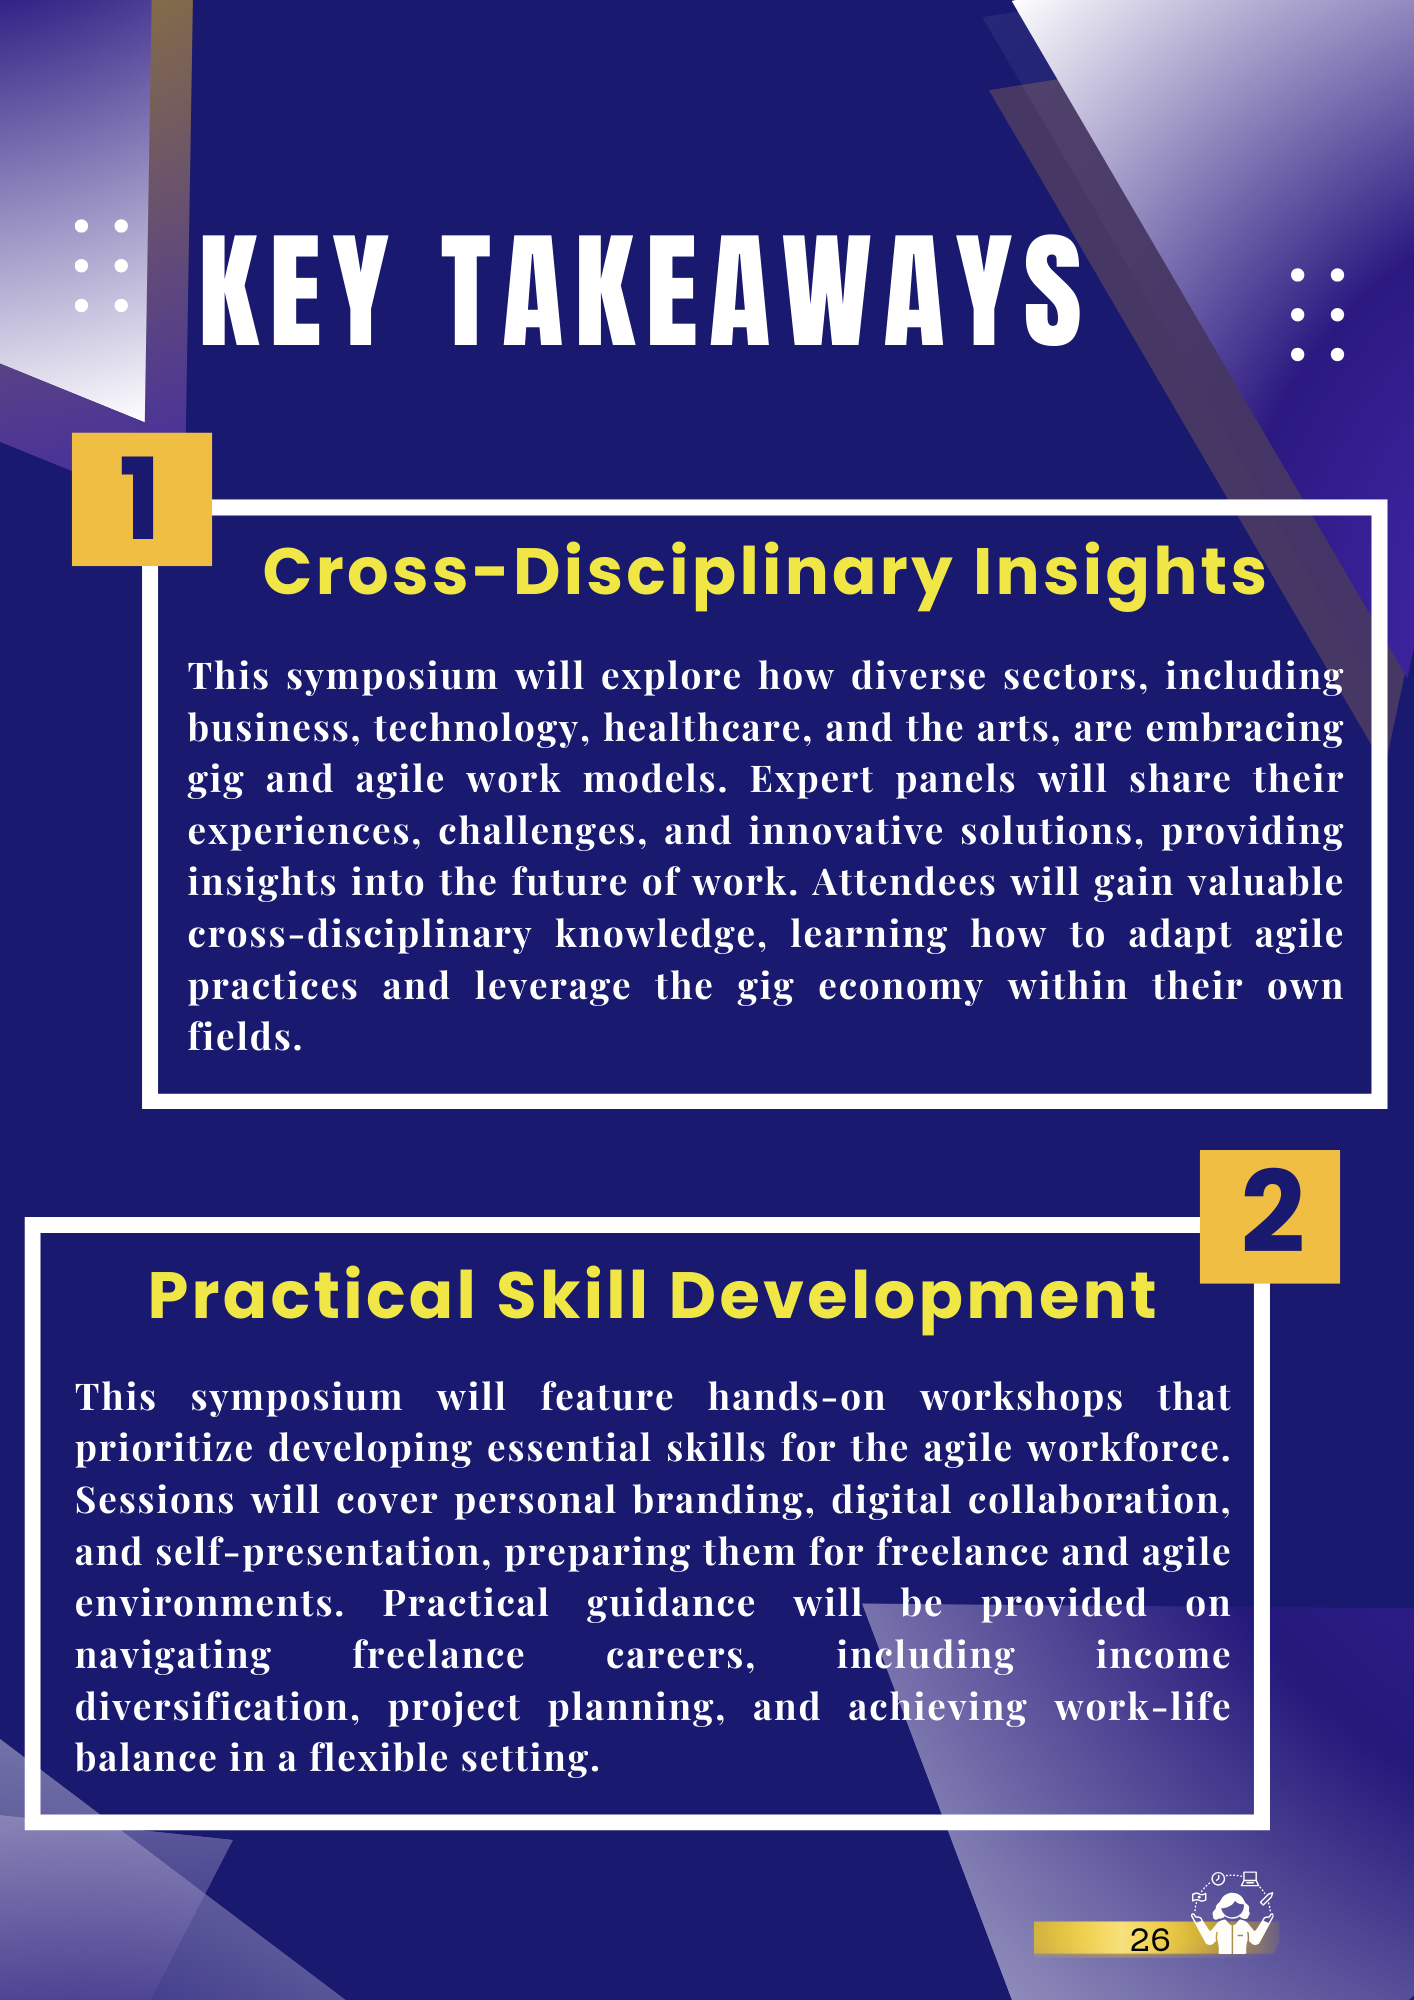 KEY TAKEAWAYS
1
Cross-Disciplinary Insights
This symposium will explore how diverse sectors, including
business, technology, healthcare, and the arts, are embracing
gig and agile work models. Expert panels will share their
experiences, challenges, and innovative solutions, providing
insights into the future of work. Attendees will gain valuable
cross-disciplinary knowledge, learning how to adapt agile
practices and leverage the gig economy within their own
fields.
2
Practical Skill Development
This symposium will feature hands-on workshops that
prioritize developing essential skills for the agile workforce.
Sessions will cover personal branding, digital collaboration,
and self-presentation, preparing them for freelance and agile
environments. Practical guidance will be provided on
navigating freelance careers, including income
diversification, project planning, and achieving work-life
balance in a flexible setting.
26